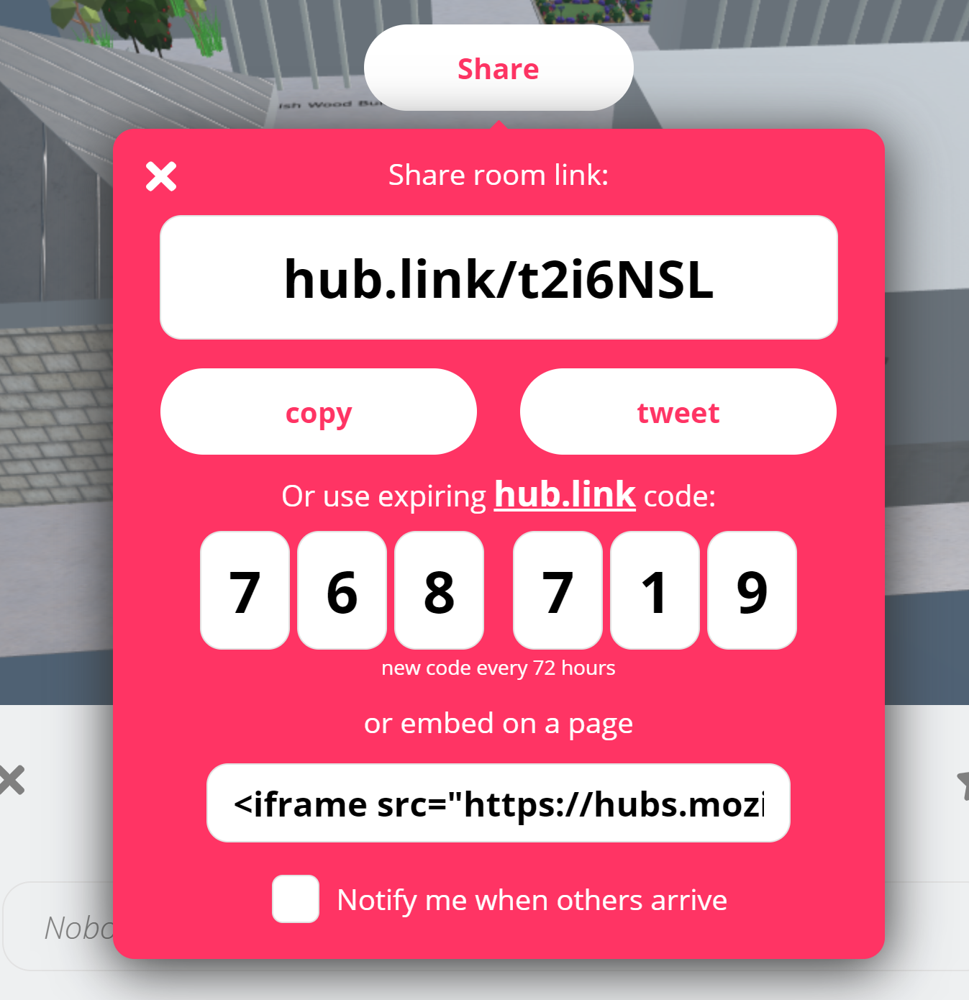 Share
Share room link:
hub.link/t2i6NSL
copy tweet
Or use expiring hub.link code:
7 6 8 7 1 9
new code every 72 hours
or embed on a page
<iframe src="https://hubs.mozi
Notify me when others arrive